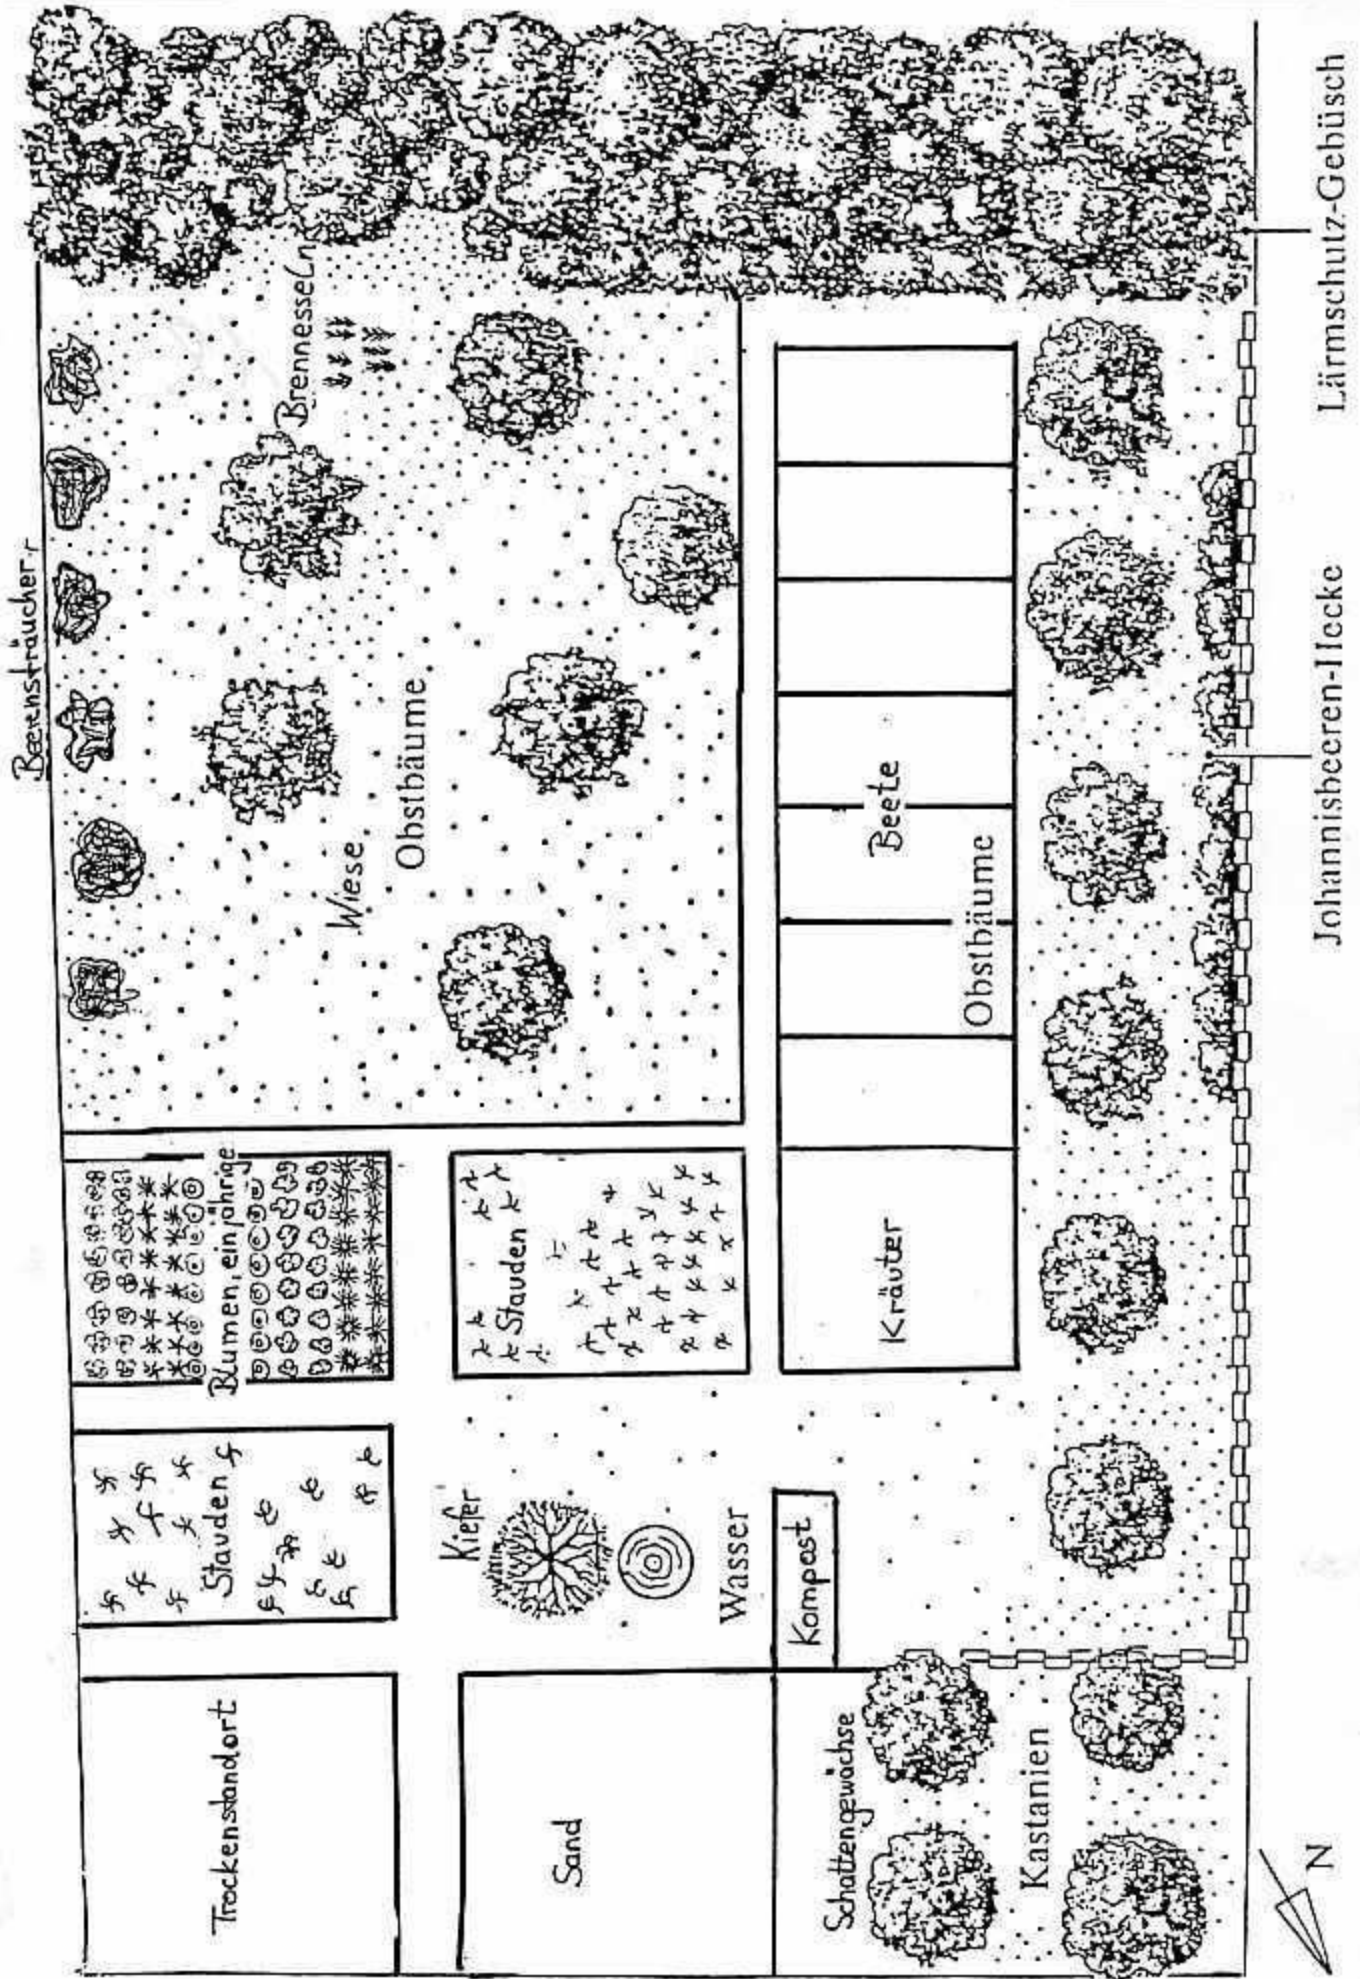 Beerensträucher
Trockenstandort
Stauden
Blumen, einjährige
Brennesseln
Wiese
Obstbäume
Kiefer
Stauden
Sand
Wasser
Kompost
Schattengewächse
Kräuter
Beete
Obstbäume
Kastanien
N
Johannisbeeren-Hecke
Lärmschutz-Gebüsch